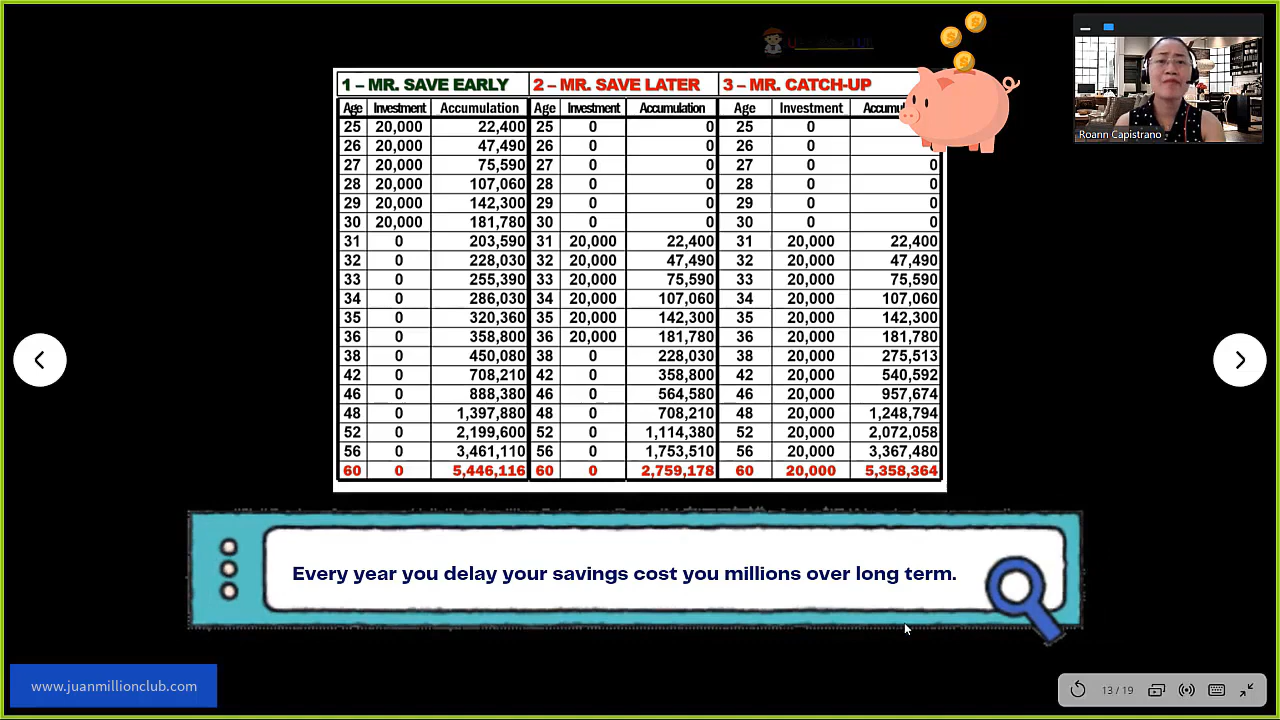 1 – MR. SAVE EARLY 2 – MR. SAVE LATER 3 – MR. CATCH-UP
Age Investment Accumulation Age Investment Accumulation Age Investment
25 20,000 22,400 25 0 0 25 0
26 20,000 47,490 26 0 0 26 0
27 20,000 75,590 27 0 0 27 0 0
28 20,000 107,060 28 0 0 28 0 0
29 20,000 142,300 29 0 0 29 0 0
30 20,000 181,780 30 0 0 30 0 0
31 0 203,590 31 20,000 22,400 31 20,000 22,400
32 0 228,030 32 20,000 47,490 32 20,000 47,490
33 0 255,390 33 20,000 75,590 33 20,000 75,590
34 0 286,030 34 20,000 107,060 34 20,000 107,060
35 0 320,360 35 20,000 142,300 35 20,000 142,300
36 0 358,800 36 20,000 181,780 36 20,000 181,780
38 0 450,080 38 0 228,030 38 20,000 275,513
42 0 708,210 42 0 358,800 42 20,000 540,592
46 0 888,380 46 0 564,580 46 20,000 957,674
48 0 1,397,880 48 0 708,210 48 20,000 1,248,794
52 0 2,199,600 52 0 1,114,380 52 20,000 2,072,058
56 0 3,461,110 56 0 1,753,510 56 20,000 3,367,480
60 0 5,446,116 60 0 2,759,178 60 20,000 5,358,364
Roann Capistrano
Every year you delay your savings cost you millions over long term.
www.juanmillionclub.com
13 / 19